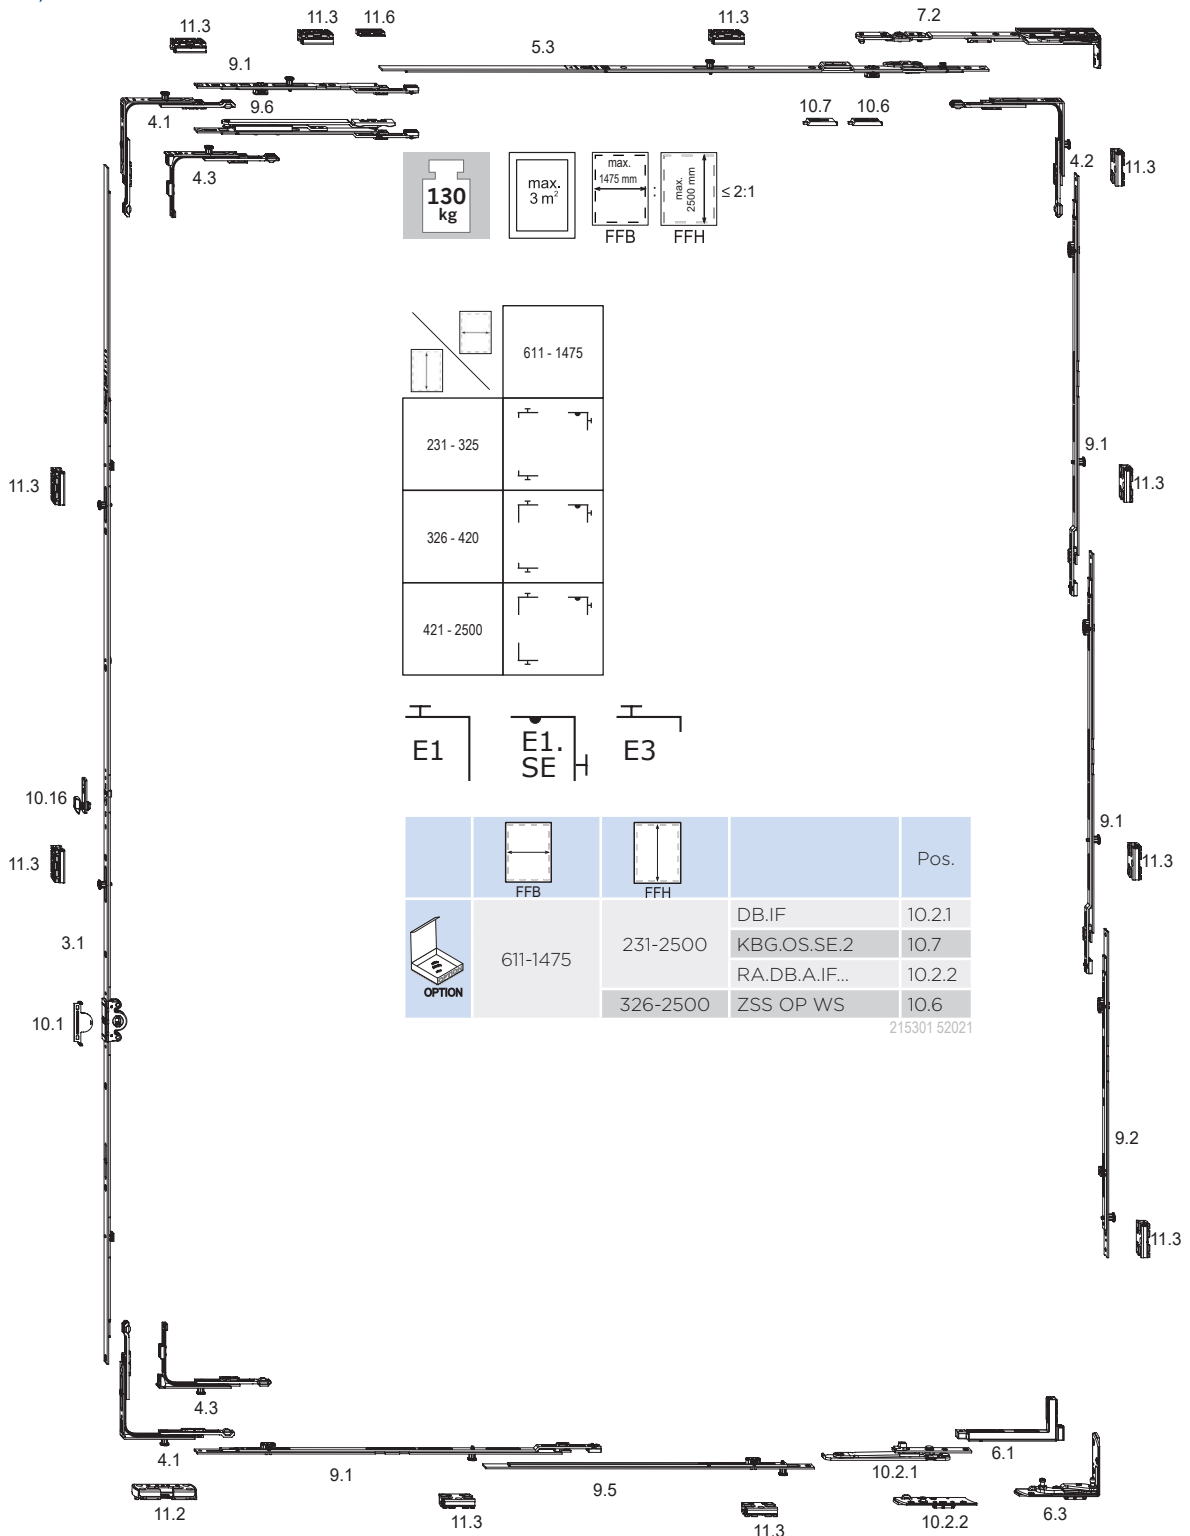 11.3
11.3
11.6
11.3
7.2
5.3
9.1
4.1
9.6
10.7
10.6
4.3
4.2
11.3
130
kg
max.
3 m²
max.
1475 mm
FFB
:
max.
2500 mm
FFH
≤ 2:1
611 - 1475
231 - 325
326 - 420
421 - 2500
11.3
9.1
11.3
E1
E1.
SE
E3
10.16
11.3
3.1
10.1
9.1
11.3
FFB
FFH
Pos.
OPTION
611-1475
231-2500
DB.IF
10.2.1
KBG.OS.SE.2
10.7
RA.DB.A.IF...
10.2.2
326-2500
ZSS OP WS
10.6
215301 52021
9.2
11.3
4.3
4.1
9.1
9.5
10.2.1
6.1
11.2
11.3
11.3
10.2.2
6.3